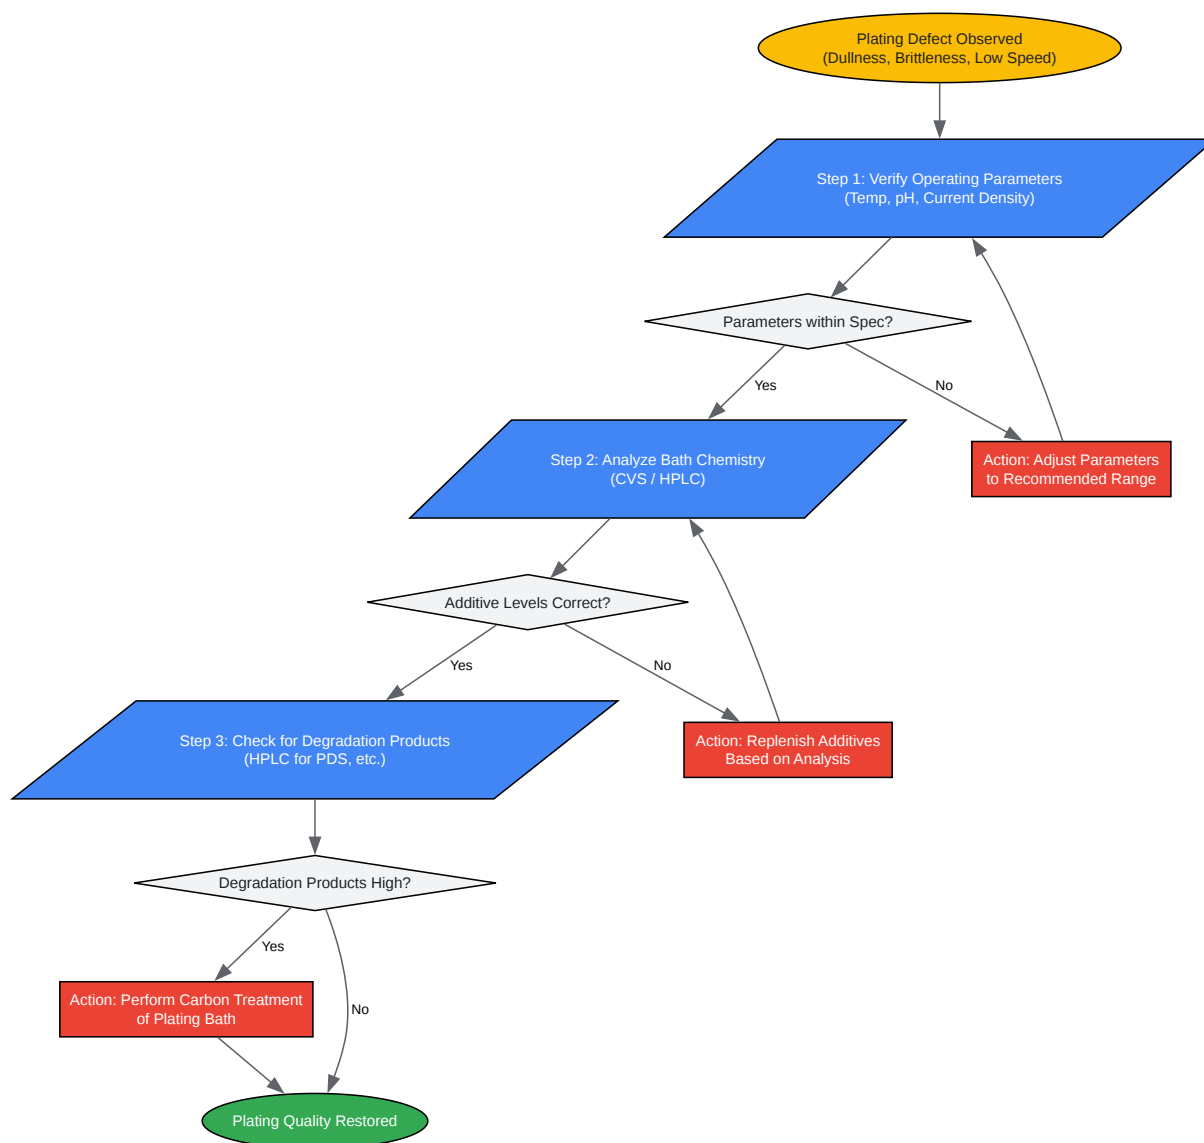 Plating Defect Observed
(Dullness, Brittleness, Low Speed)
Step 1: Verify Operating Parameters
(Temp, pH, Current Density)
Parameters within Spec?
Yes
No
Action: Adjust Parameters
to Recommended Range
Step 2: Analyze Bath Chemistry
(CVS / HPLC)
Additive Levels Correct?
Yes
No
Action: Replenish Additives
Based on Analysis
Step 3: Check for Degradation Products
(HPLC for PDS, etc.)
Degradation Products High?
Yes
No
Action: Perform Carbon Treatment
of Plating Bath
Plating Quality Restored